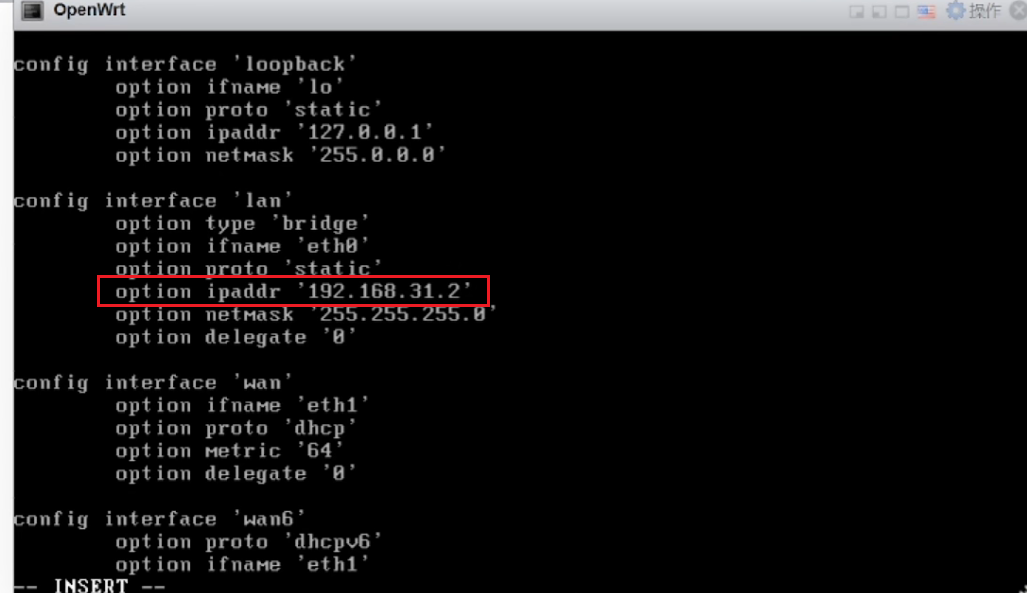 OpenWrt
操作
config interface 'loopback'
option ifname 'lo'
option proto 'static'
option ipaddr '127.0.0.1'
option netmask '255.0.0.0'
config interface 'lan'
option type 'bridge'
option ifname 'eth0'
option proto 'static'
option ipaddr '192.168.31.2'
option netmask '255.255.255.0'
option delegate '0'
config interface 'wan'
option ifname 'eth1'
option proto 'dhcp'
option metric '64'
option delegate '0'
config interface 'wan6'
option proto 'dhcpv6'
option ifname 'eth1'
-- INSERT --